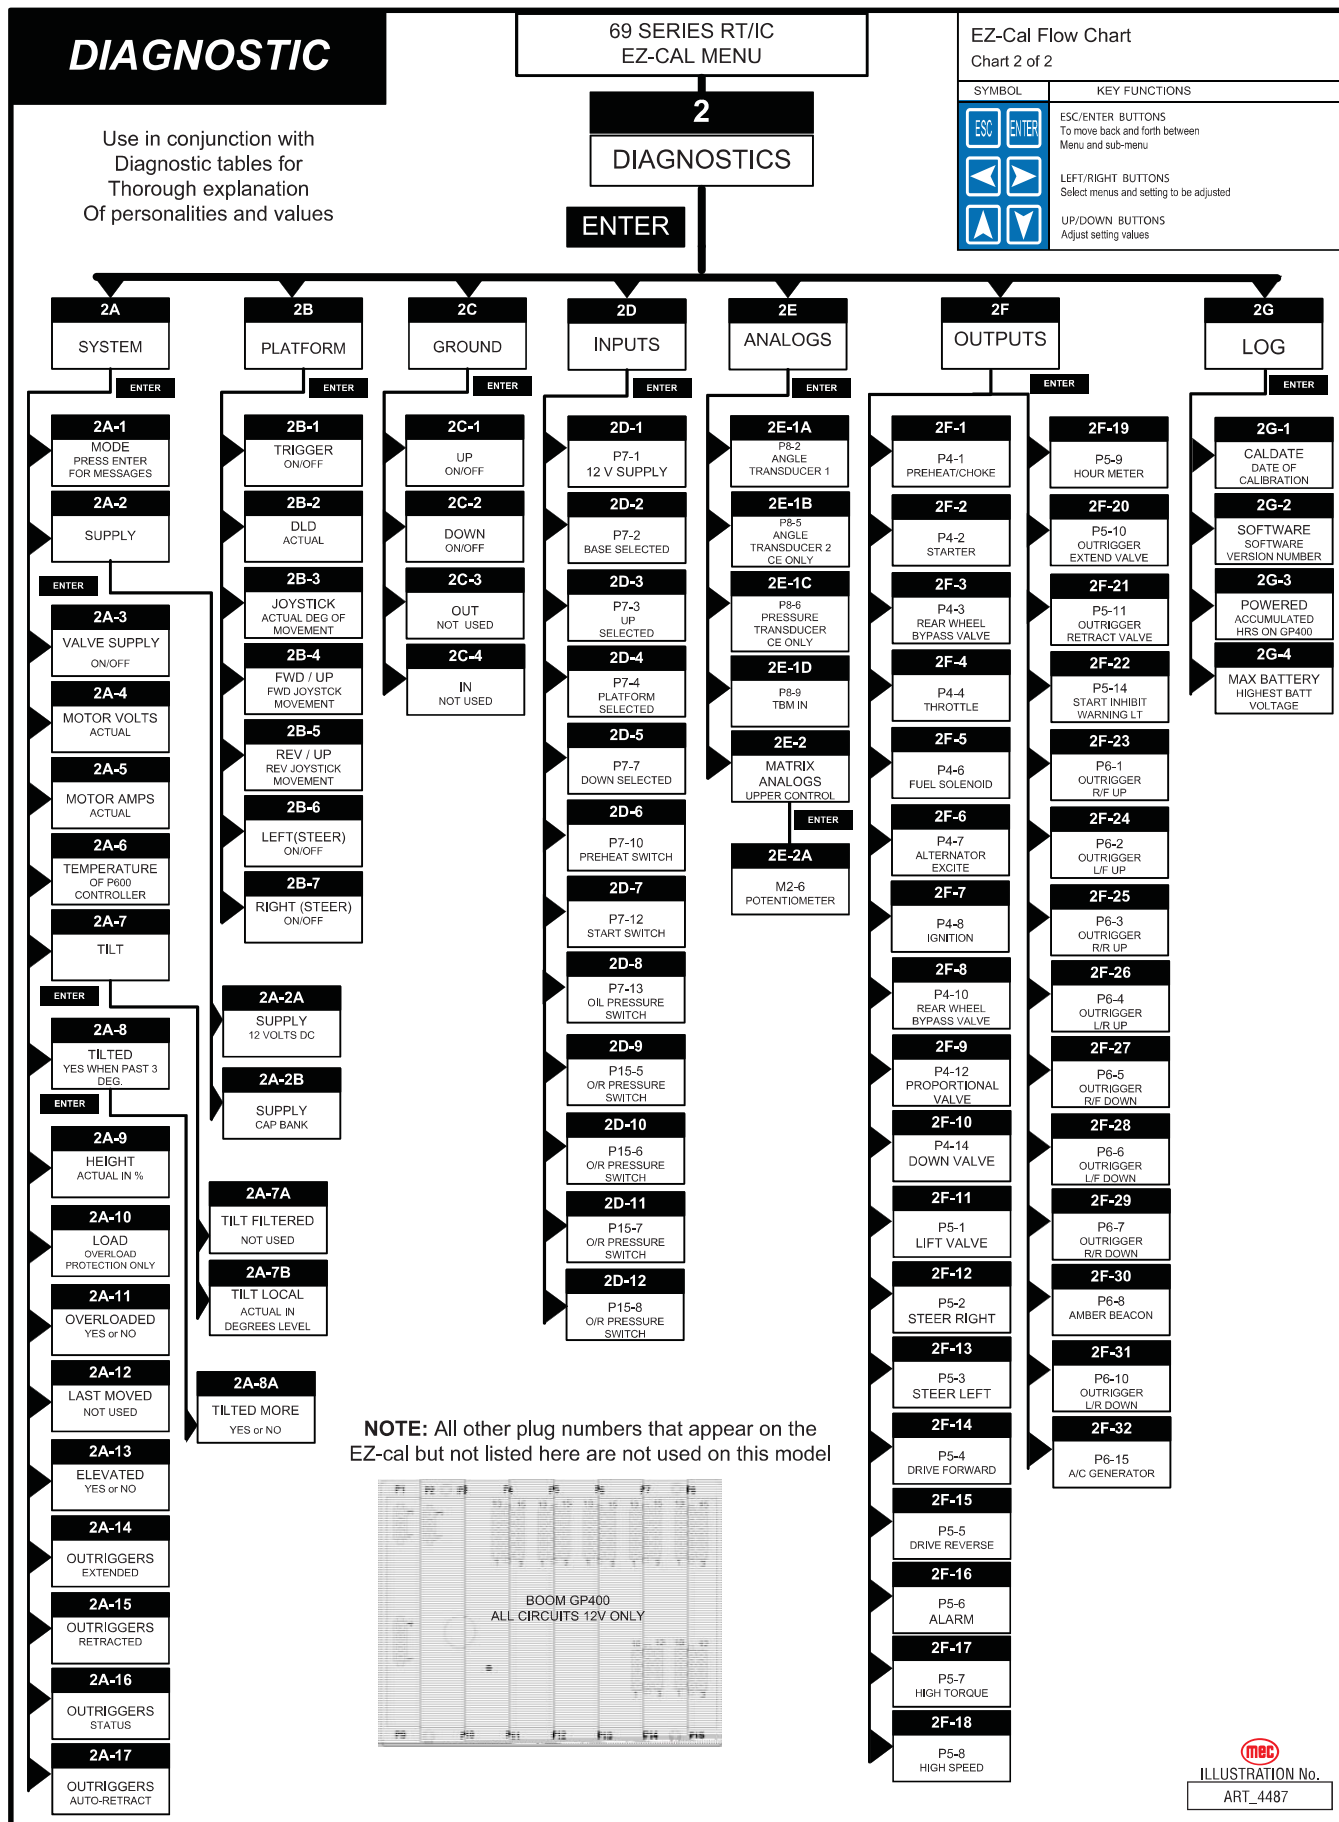 DIAGNOSTIC
Use in conjunction with
Diagnostic tables for
Thorough explanation
Of personalities and values
69 SERIES RT/IC
EZ-CAL MENU
2
DIAGNOSTICS
ENTER
EZ-Cal Flow Chart
Chart 2 of 2
SYMBOL
KEY FUNCTIONS
ESC
ENTER
ESC/ENTER BUTTONS
To move back and forth between
Menu and sub-menu
LEFT/RIGHT BUTTONS
Select menus and setting to be adjusted
UP/DOWN BUTTONS
Adjust setting values
2A
SYSTEM
ENTER
2A-1
MODE
PRESS ENTER
FOR MESSAGES
2A-2
SUPPLY
ENTER
2A-3
VALVE SUPPLY
ON/OFF
2A-4
MOTOR VOLTS
ACTUAL
2A-5
MOTOR AMPS
ACTUAL
2A-6
TEMPERATURE
OF P600
CONTROLLER
2A-7
TILT
ENTER
2A-8
TILTED
YES WHEN PAST 3
DEG.
ENTER
2A-9
HEIGHT
ACTUAL IN %
2A-10
LOAD
OVERLOAD
PROTECTION ONLY
2A-11
OVERLOADED
YES or NO
2A-12
LAST MOVED
NOT USED
2A-13
ELEVATED
YES or NO
2A-14
OUTRIGGERS
EXTENDED
2A-15
OUTRIGGERS
RETRACTED
2A-16
OUTRIGGERS
STATUS
2A-17
OUTRIGGERS
AUTO-RETRACT
2A-2A
SUPPLY
12 VOLTS DC
2A-2B
SUPPLY
CAP BANK
2A-7A
TILT FILTERED
NOT USED
2A-7B
TILT LOCAL
ACTUAL IN
DEGREES LEVEL
2A-8A
TILTED MORE
YES or NO
2B
PLATFORM
ENTER
2B-1
TRIGGER
ON/OFF
2B-2
DLD
ACTUAL
2B-3
JOYSTICK
ACTUAL DEG OF
MOVEMENT
2B-4
FWD / UP
FWD JOYSTCK
MOVEMENT
2B-5
REV / UP
REV JOYSTICK
MOVEMENT
2B-6
LEFT(STEER)
ON/OFF
2B-7
RIGHT (STEER)
ON/OFF
2C
GROUND
ENTER
2C-1
UP
ON/OFF
2C-2
DOWN
ON/OFF
2C-3
OUT
NOT USED
2C-4
IN
NOT USED
2D
INPUTS
ENTER
2D-1
P7-1
12 V SUPPLY
2D-2
P7-2
BASE SELECTED
2D-3
P7-3
UP
SELECTED
2D-4
P7-4
PLATFORM
SELECTED
2D-5
P7-7
DOWN SELECTED
2D-6
P7-10
PREHEAT SWITCH
2D-7
P7-12
START SWITCH
2D-8
P7-13
OIL PRESSURE
SWITCH
2D-9
P15-5
O/R PRESSURE
SWITCH
2D-10
P15-6
O/R PRESSURE
SWITCH
2D-11
P15-7
O/R PRESSURE
SWITCH
2D-12
P15-8
O/R PRESSURE
SWITCH
2E
ANALOGS
ENTER
2E-1A
P8-2
ANGLE
TRANSDUCER 1
2E-1B
P8-5
ANGLE
TRANSDUCER 2
CE ONLY
2E-1C
P8-6
PRESSURE
TRANSDUCER
CE ONLY
2E-1D
P8-9
TBM IN
2E-2
MATRIX
ANALOGS
UPPER CONTROL
ENTER
2E-2A
M2-6
POTENTIOMETER
2F
OUTPUTS
ENTER
2F-1
P4-1
PREHEAT/CHOKE
2F-2
P4-2
STARTER
2F-3
P4-3
REAR WHEEL
BYPASS VALVE
2F-4
P4-4
THROTTLE
2F-5
P4-6
FUEL SOLENOID
2F-6
P4-7
ALTERNATOR
EXCITE
2F-7
P4-8
IGNITION
2F-8
P4-10
REAR WHEEL
BYPASS VALVE
2F-9
P4-12
PROPORTIONAL
VALVE
2F-10
P4-14
DOWN VALVE
2F-11
P5-1
LIFT VALVE
2F-12
P5-2
STEER RIGHT
2F-13
P5-3
STEER LEFT
2F-14
P5-4
DRIVE FORWARD
2F-15
P5-5
DRIVE REVERSE
2F-16
P5-6
ALARM
2F-17
P5-7
HIGH TORQUE
2F-18
P5-8
HIGH SPEED
2F-19
P5-9
HOUR METER
2F-20
P5-10
OUTRIGGER
EXTEND VALVE
2F-21
P5-11
OUTRIGGER
RETRACT VALVE
2F-22
P5-14
START INHIBIT
WARNING LT
2F-23
P6-1
OUTRIGGER
R/F UP
2F-24
P6-2
OUTRIGGER
L/F UP
2F-25
P6-3
OUTRIGGER
R/R UP
2F-26
P6-4
OUTRIGGER
L/R UP
2F-27
P6-5
OUTRIGGER
R/F DOWN
2F-28
P6-6
OUTRIGGER
L/F DOWN
2F-29
P6-7
OUTRIGGER
R/R DOWN
2F-30
P6-8
AMBER BEACON
2F-31
P6-10
OUTRIGGER
L/R DOWN
2F-32
P6-15
A/C GENERATOR
2G
LOG
ENTER
2G-1
CALDATE
DATE OF
CALIBRATION
2G-2
SOFTWARE
SOFTWARE
VERSION NUMBER
2G-3
POWERED
ACCUMULATED
HRS ON GP400
2G-4
MAX BATTERY
HIGHEST BATT
VOLTAGE
NOTE: All other plug numbers that appear on the
EZ-cal but not listed here are not used on this model
BOOM GP400
ALL CIRCUITS 12V ONLY
mec
ILLUSTRATION No.
ART_4487